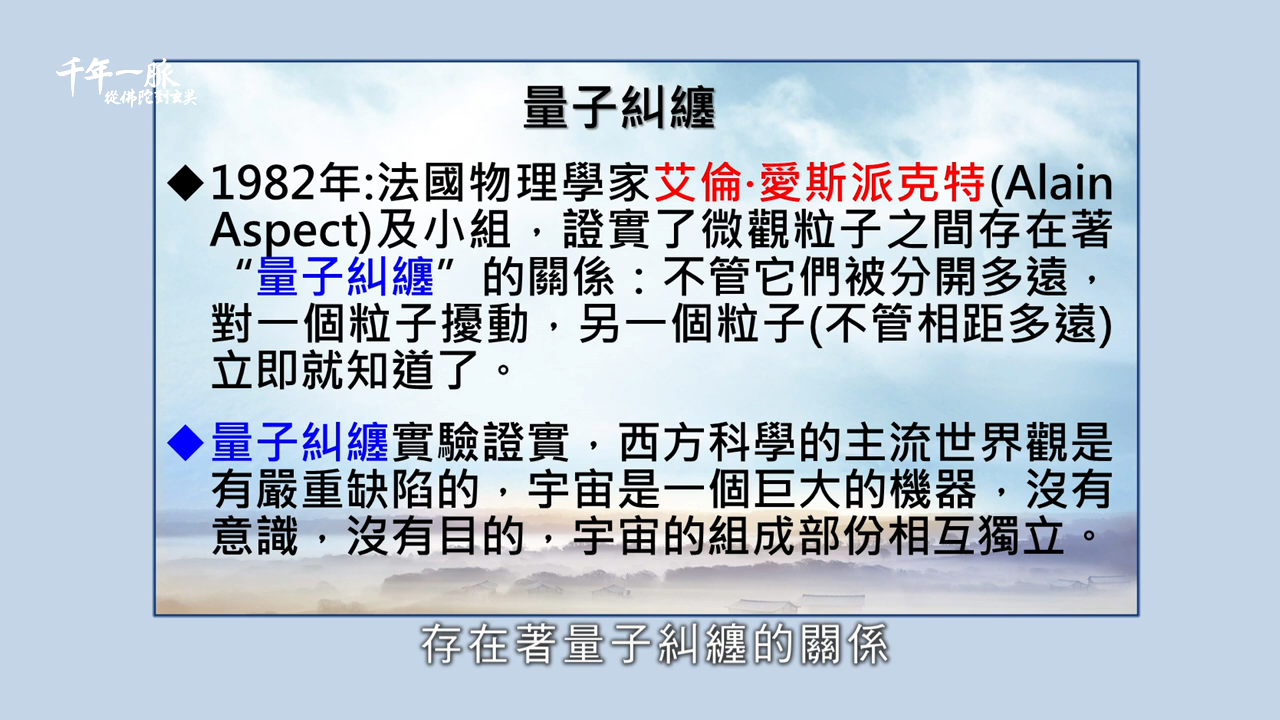 千年一脈
從佛陀到玄奘
量子糾纏
◆1982年:法國物理學家艾倫·愛斯派克特(Alain
Aspect)及小組，證實了微觀粒子之間存在著
“量子糾纏”的關係：不管它們被分開多遠，
對一個粒子擾動，另一個粒子(不管相距多遠)
立即就知道了。
◆量子糾纏實驗證實，西方科學的主流世界觀是
有嚴重缺陷的，宇宙是一個巨大的機器，沒有
意識，沒有目的，宇宙的組成部份相互獨立。
存在著量子糾纏的關係